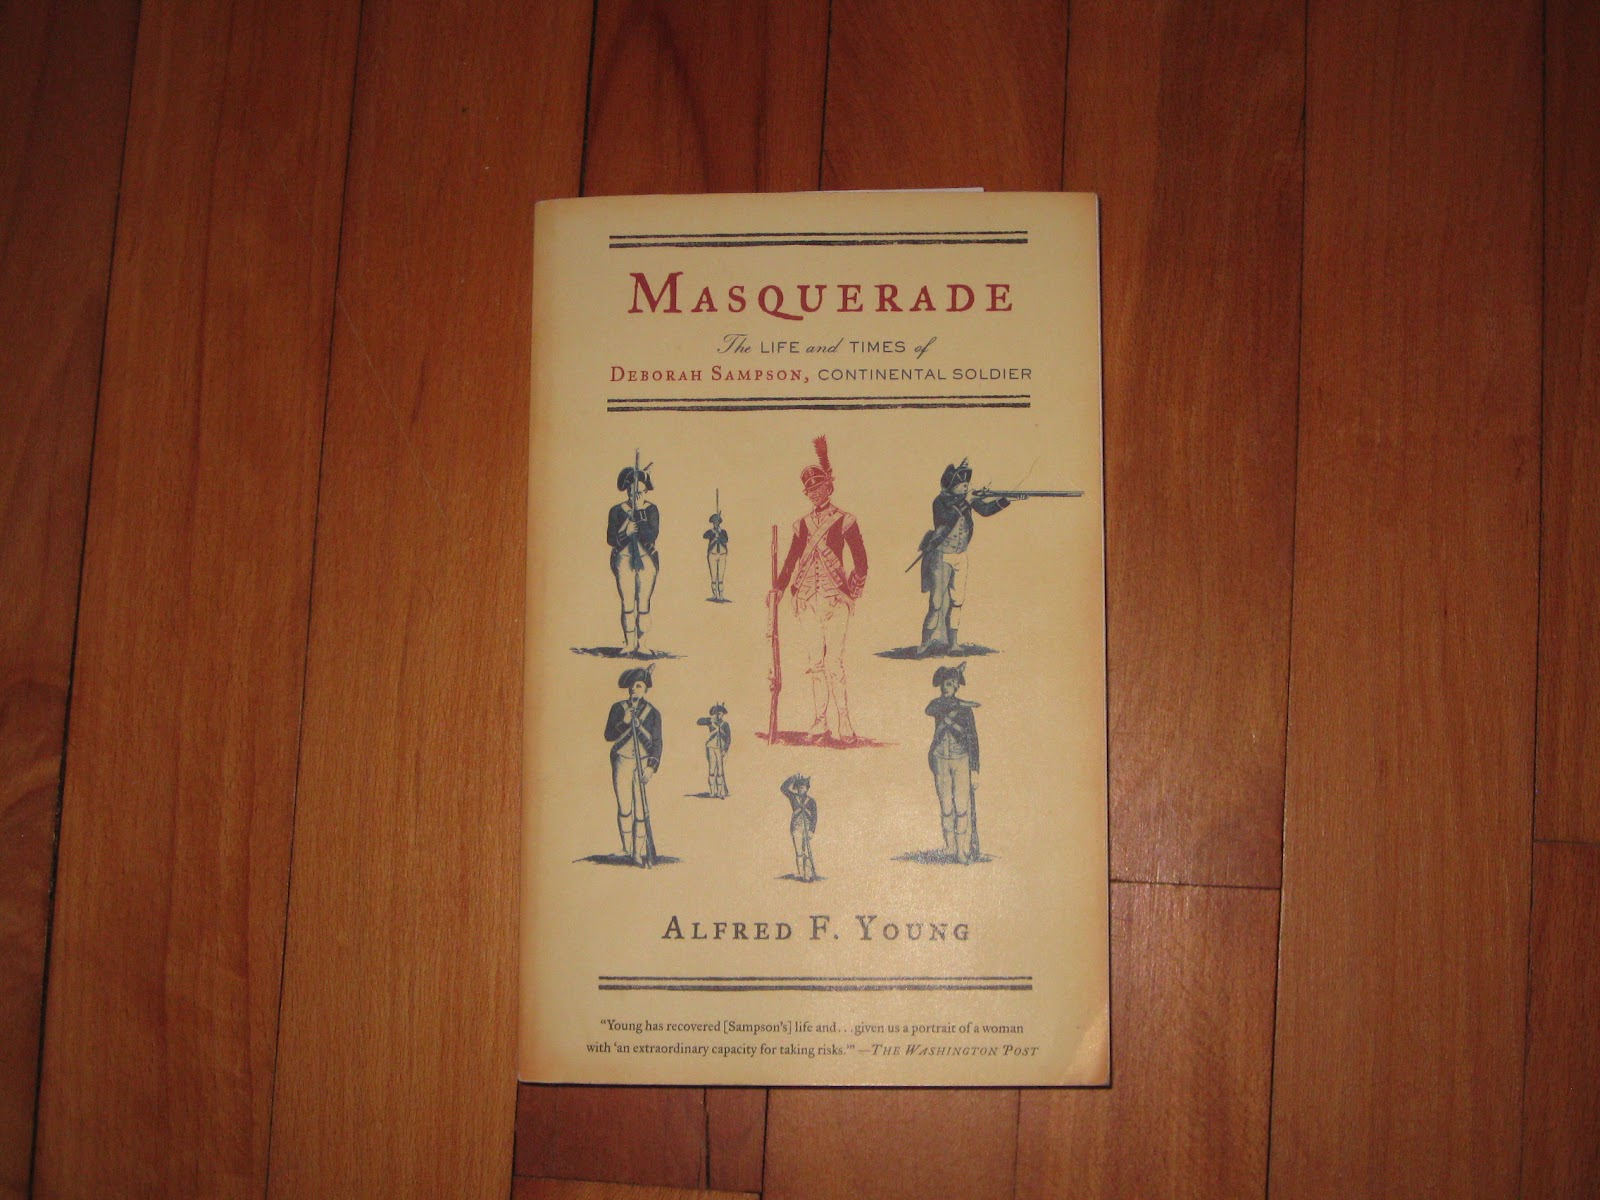 MASQUERADE
The LIFE and TIMES of
DEBORAH SAMPSON, CONTINENTAL SOLDIER
ALFRED F. YOUNG
“Young has recovered [Sampson’s] life and...given us a portrait of a woman
with ‘an extraordinary capacity for taking risks.’” —THE WASHINGTON POST